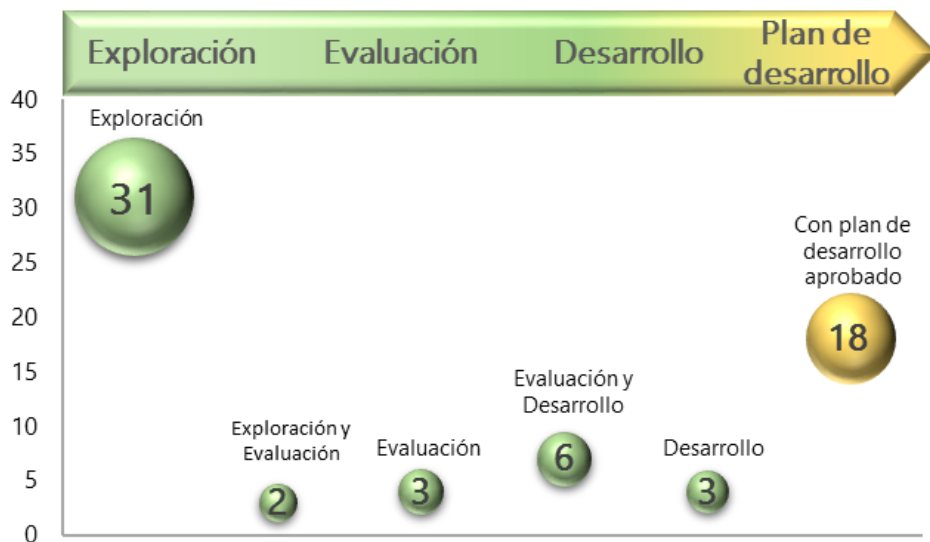 Exploración
Evaluación
Desarrollo
Plan de
desarrollo
40
35
30
25
20
15
10
5
0
Exploración
31
Exploración y
Evaluación
2
Evaluación
3
Evaluación y
Desarrollo
6
Desarrollo
3
Con plan de
desarrollo
aprobado
18